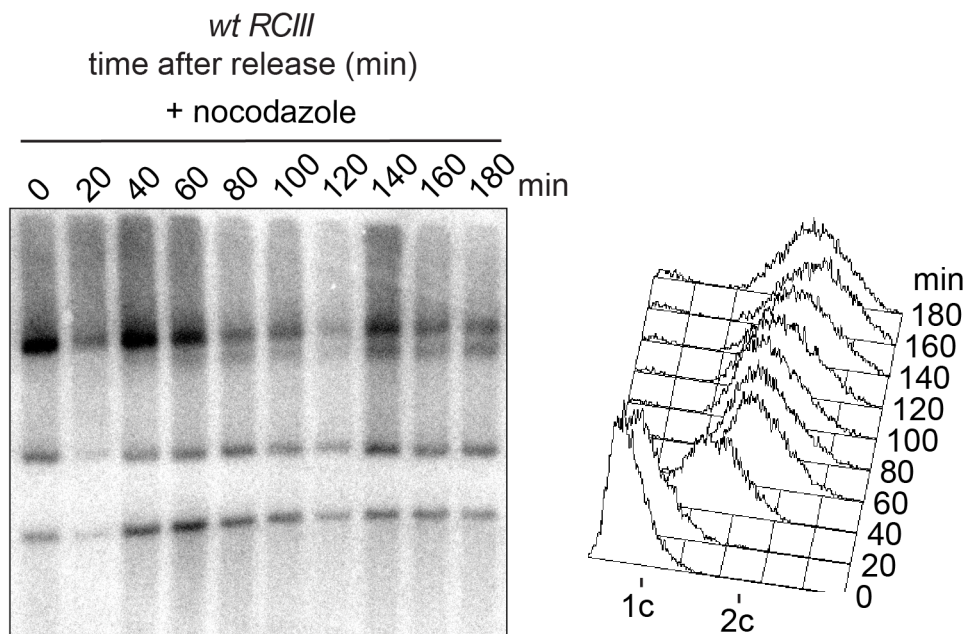 wt RCIII
time after release (min)
+ nocodazole
0 20 40 60 80 100 120 140 160 180 min
min
180
160
140
120
100
80
60
40
20
0
1c
2c